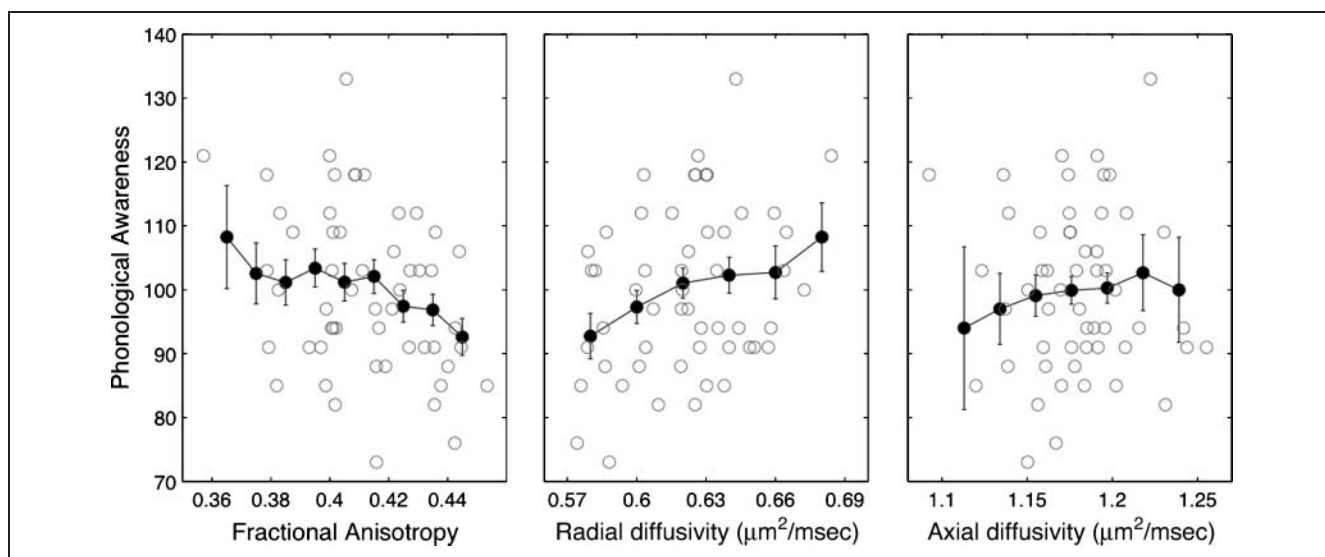 140
130
120
110
100
90
80
70
Phonological Awareness
0.36 0.38 0.4 0.42 0.44
Fractional Anisotropy
0.57 0.6 0.63 0.66 0.69
Radial diffusivity (μm²/msec)
1.1 1.15 1.2 1.25
Axial diffusivity (μm²/msec)